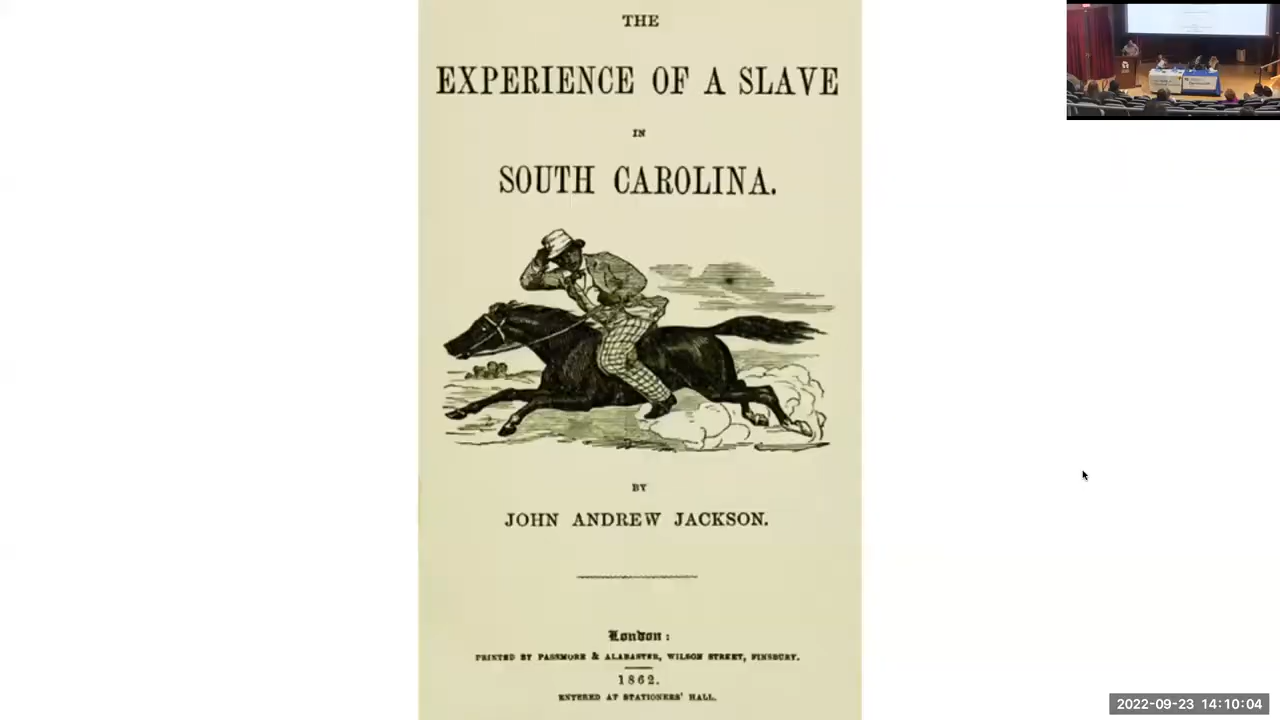 THE
EXPERIENCE OF A SLAVE
IN
SOUTH CAROLINA.
BY
JOHN ANDREW JACKSON.
London:
PRINTED BY PASSMORE & ALABASTER, WILSON STREET, FINSBURY.
1862.
ENTERED AT STATIONERS' HALL.
2022-09-23 14:10:04